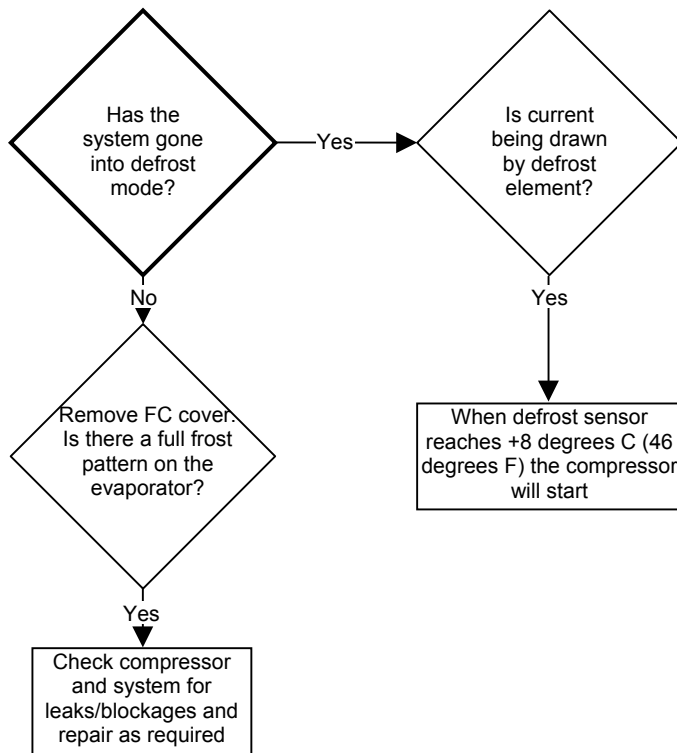 Has the
system gone
into defrost
mode?
Yes
Is current
being drawn
by defrost
element?
No
Yes
Remove FC cover.
Is there a full frost
pattern on the
evaporator?
When defrost sensor
reaches +8 degrees C (46
degrees F) the compressor
will start
Yes
Check compressor
and system for
leaks/blockages and
repair as required